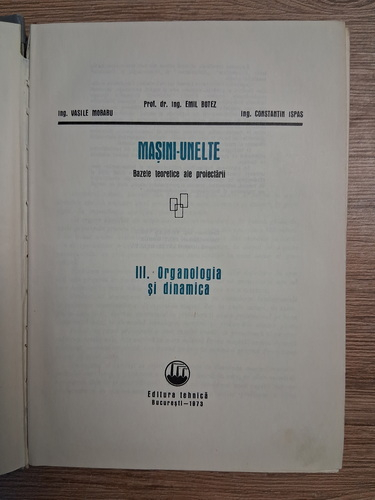 Prof. dr. ing. EMIL BOTEZ
ing. VASILE MORARU ing. CONSTANTIN ISPAS
MAȘINI-UNELTE
Bazele teoretice ale proiectării
III. Organologia
și dinamica
Editura tehnică
București—1973